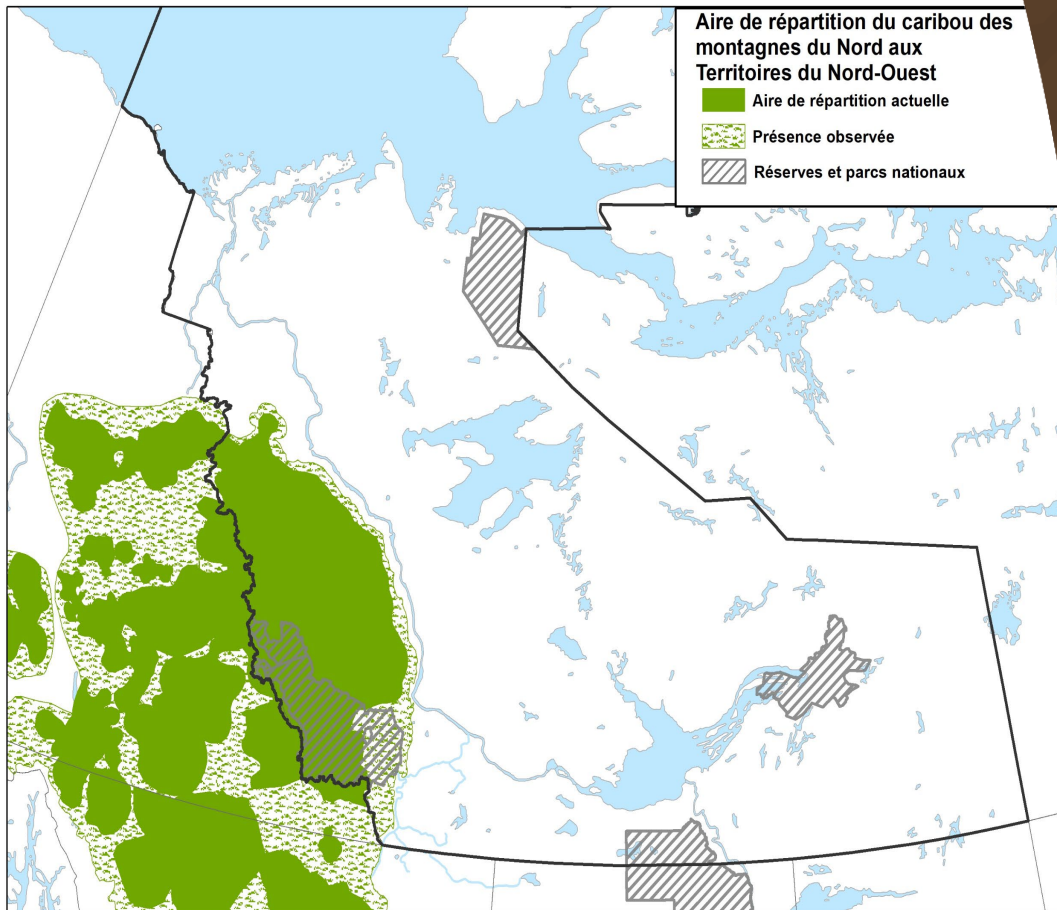 Aire de répartition du caribou des
montagnes du Nord aux
Territoires du Nord-Ouest
Aire de répartition actuelle
Présence observée
Réserves et parcs nationaux